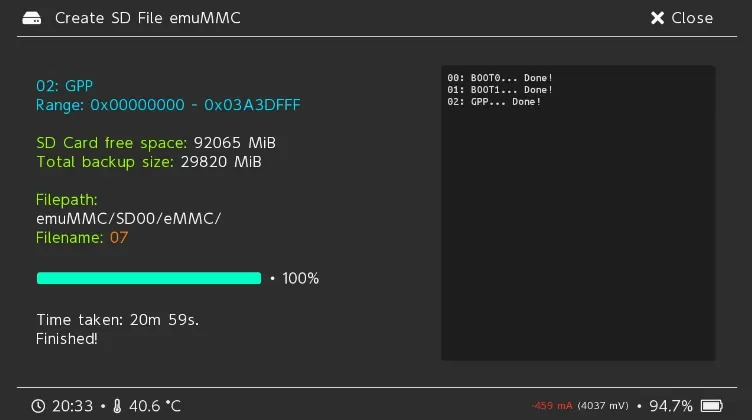 Create SD File emuMMC
Close
02: GPP
Range: 0x00000000 - 0x03A3DFFF
SD Card free space: 92065 MiB
Total backup size: 29820 MiB
Filepath:
emuMMC/SD00/eMMC/
Filename: 07
• 100%
Time taken: 20m 59s.
Finished!
00: BOOT0... Done!
01: BOOT1... Done!
02: GPP... Done!
20:33 • 40.6 °C
-459 mA (4037 mV) • 94.7%